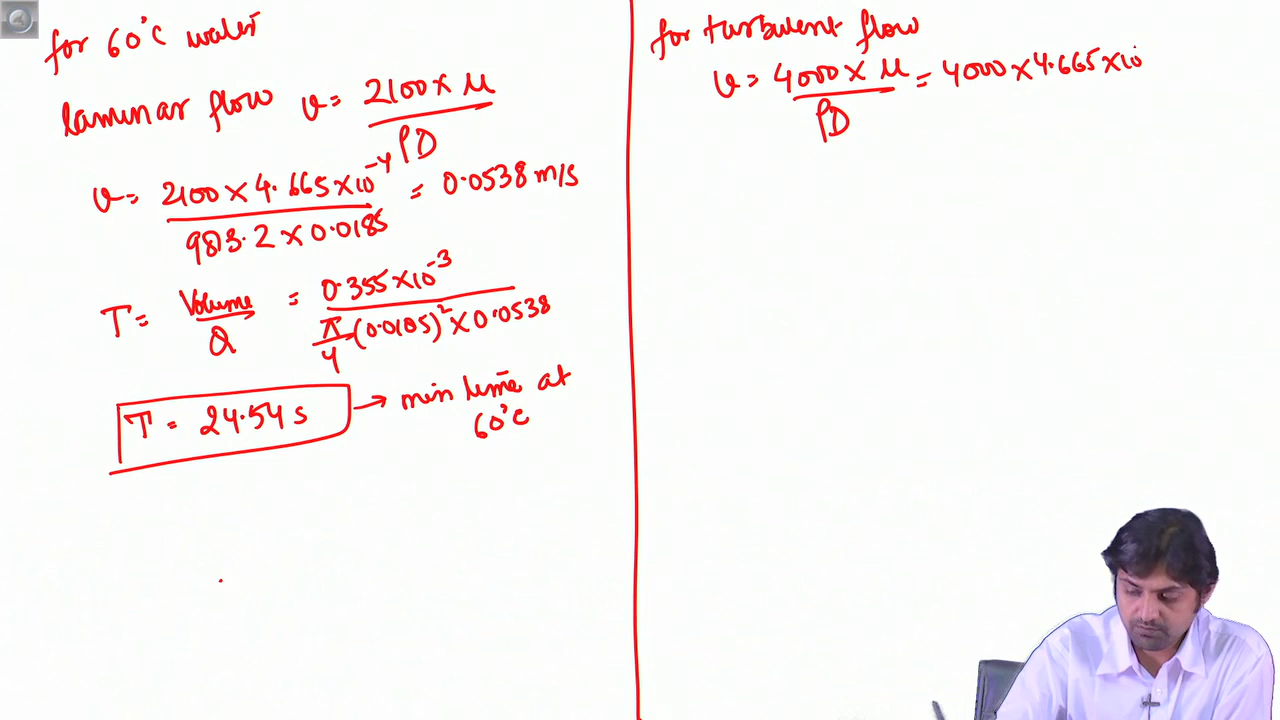 for 60°C water
laminar flow v = 2100 × μ / ρD
v = 2100 × 4.665 × 10⁻⁴ / 983.2 × 0.0185 = 0.0538 m/s
T = Volume / Q = 0.355 × 10⁻³ / π/4 (0.0185)² × 0.0538
T = 24.54 s → min time at
60°C
for turbulent flow
v = 4000 × μ / ρD = 4000 × 4.665 × 10